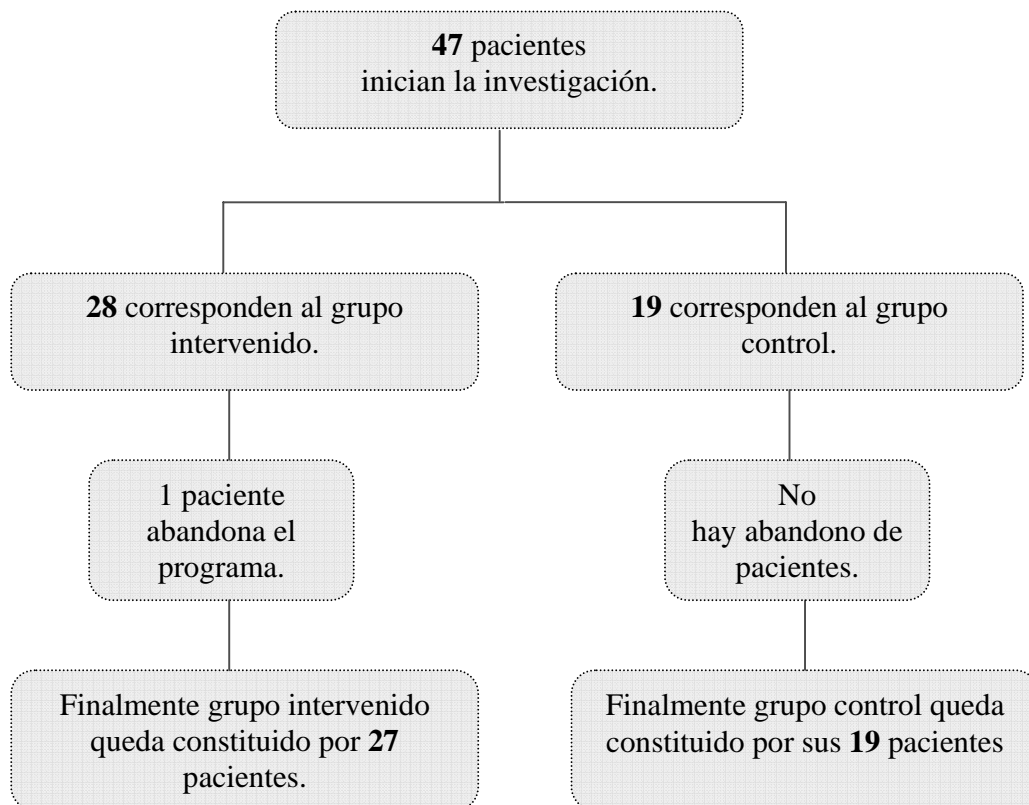 47 pacientes
inician la investigación.
28 corresponden al grupo
intervenido.
19 corresponden al grupo
control.
1 paciente
abandona el
programa.
No
hay abandono de
pacientes.
Finalmente grupo intervenido
queda constituido por 27
pacientes.
Finalmente grupo control queda
constituido por sus 19 pacientes